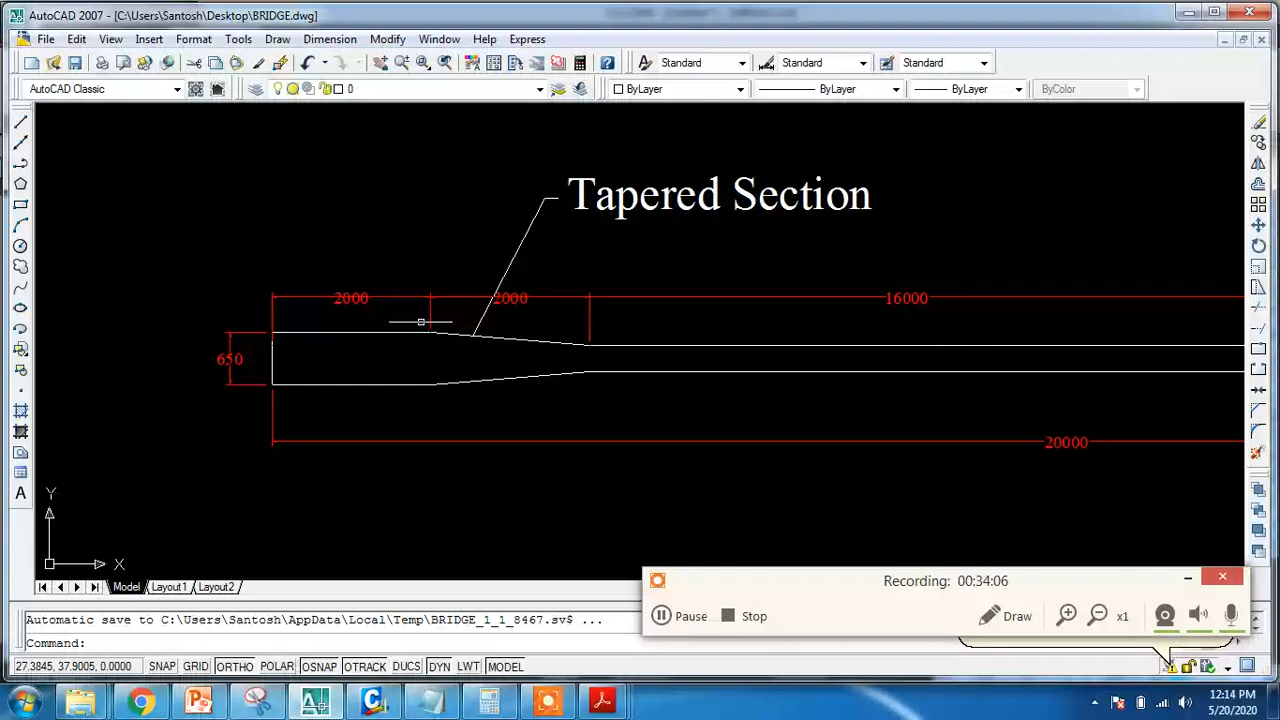 AutoCAD 2007 - [C:\Users\Santosh\Desktop\BRIDGE.dwg]
File Edit View Insert Format Tools Draw Dimension Modify Window Help Express
Standard Standard Standard
AutoCAD Classic 0 ByLayer ByLayer ByLayer ByColor
Tapered Section
2000 2000 16000
650
20000
Y
X
Model Layout1 Layout2
Recording: 00:34:06
Pause Stop Draw x1
Automatic save to C:\Users\Santosh\AppData\Local\Temp\BRIDGE_1_1_8467.sv$ ...
Command:
27.3845, 37.9005, 0.0000 SNAP GRID ORTHO POLAR OSNAP OTRACK DUCS DYN LWT MODEL
12:14 PM
5/20/2020